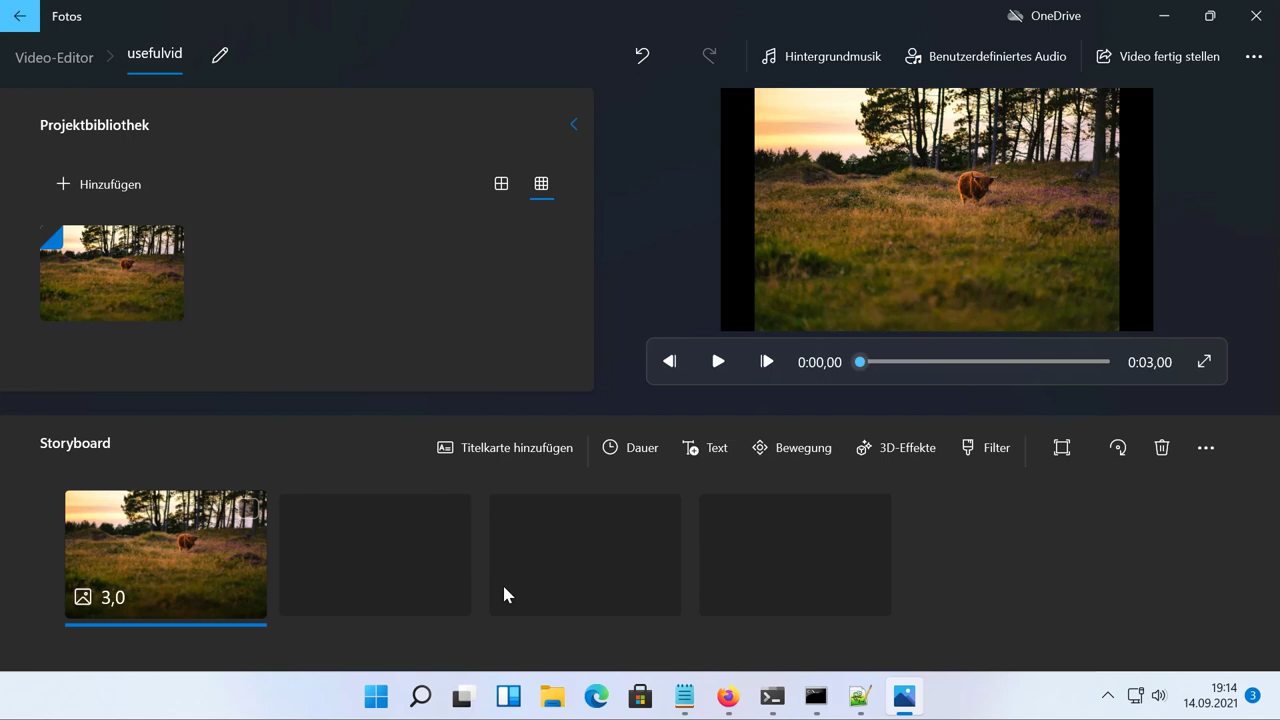 Fotos
OneDrive
Video-Editor
usefulvid
Hintergrundmusik
Benutzerdefiniertes Audio
Video fertig stellen
Projektbibliothek
Hinzufügen
0:00,00
0:03,00
Storyboard
Titelkarte hinzufügen
Dauer
Text
Bewegung
3D-Effekte
Filter
3,0
19:14
14.09.2021
3